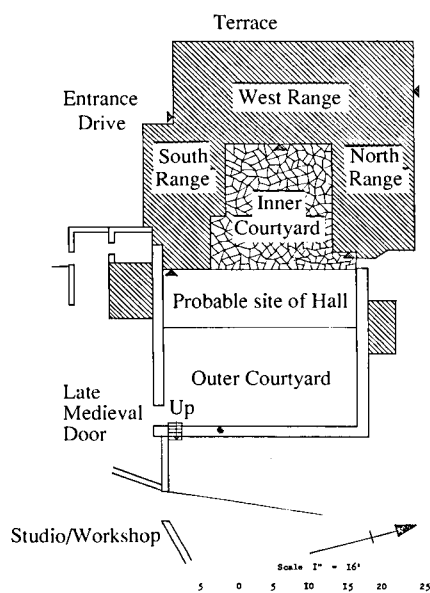 Terrace
West Range
Entrance
Drive
South
Range
North
Range
Inner
Courtyard
Probable site of Hall
Outer Courtyard
Late
Medieval
Door
Up
Studio/Workshop
Scale 1" = 16'
5 0 5 10 15 20 25